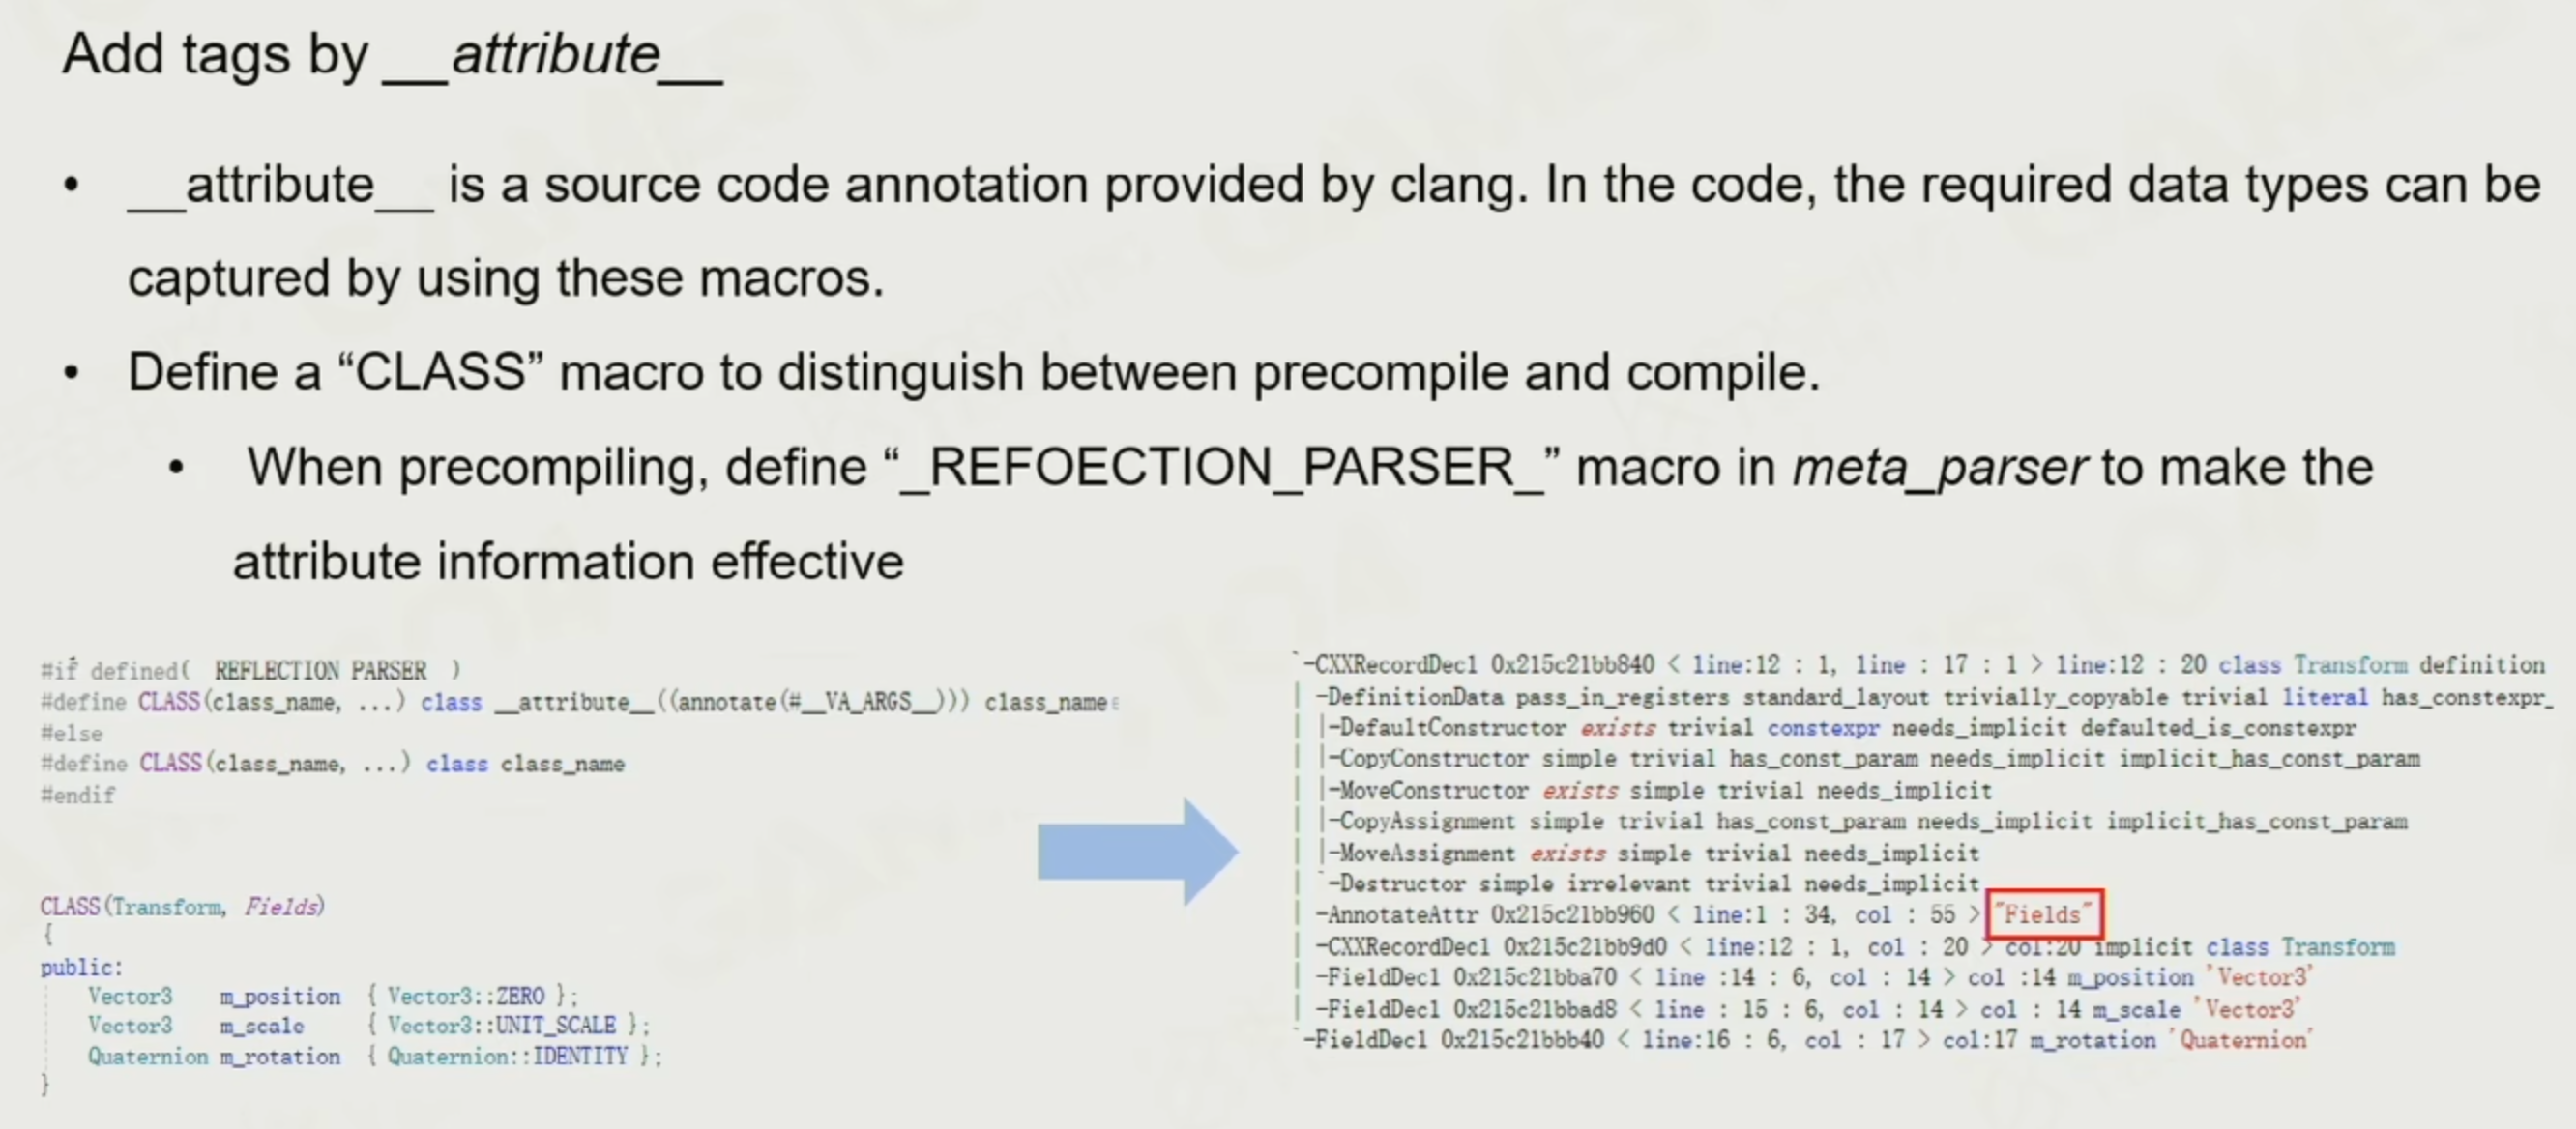 Add tags by __attribute__
• __attribute__ is a source code annotation provided by clang. In the code, the required data types can be
captured by using these macros.
• Define a “CLASS” macro to distinguish between precompile and compile.
• When precompiling, define “_REFOECTION_PARSER_” macro in meta_parser to make the
attribute information effective
#if defined( REFLECTION PARSER )
#define CLASS(class_name, ...) class __attribute__((annotate(#__VA_ARGS__))) class_name
#else
#define CLASS(class_name, ...) class class_name
#endif
CLASS(Transform, Fields)
{
public:
Vector3 m_position { Vector3::ZERO };
Vector3 m_scale { Vector3::UNIT_SCALE };
Quaternion m_rotation { Quaternion::IDENTITY };
}
`-CXXRecordDecl 0x215c21bb840 < line:12 : 1, line : 17 : 1 > line:12 : 20 class Transform definition
| -DefinitionData pass_in_registers standard_layout trivially_copyable trivial literal has_constexpr_
| |-DefaultConstructor exists trivial constexpr needs_implicit defaulted_is_constexpr
| |-CopyConstructor simple trivial has_const_param needs_implicit implicit_has_const_param
| |-MoveConstructor exists simple trivial needs_implicit
| |-CopyAssignment simple trivial has_const_param needs_implicit implicit_has_const_param
| |-MoveAssignment exists simple trivial needs_implicit
| `-Destructor simple irrelevant trivial needs_implicit
| -AnnotateAttr 0x215c21bb960 < line:1 : 34, col : 55 > "Fields"
| -CXXRecordDecl 0x215c21bb9d0 < line:12 : 1, col : 20 > col:20 implicit class Transform
| -FieldDecl 0x215c21bba70 < line :14 : 6, col : 14 > col :14 m_position 'Vector3'
| -FieldDecl 0x215c21bbad8 < line : 15 : 6, col : 14 > col : 14 m_scale 'Vector3'
`-FieldDecl 0x215c21bbb40 < line:16 : 6, col : 17 > col:17 m_rotation 'Quaternion'